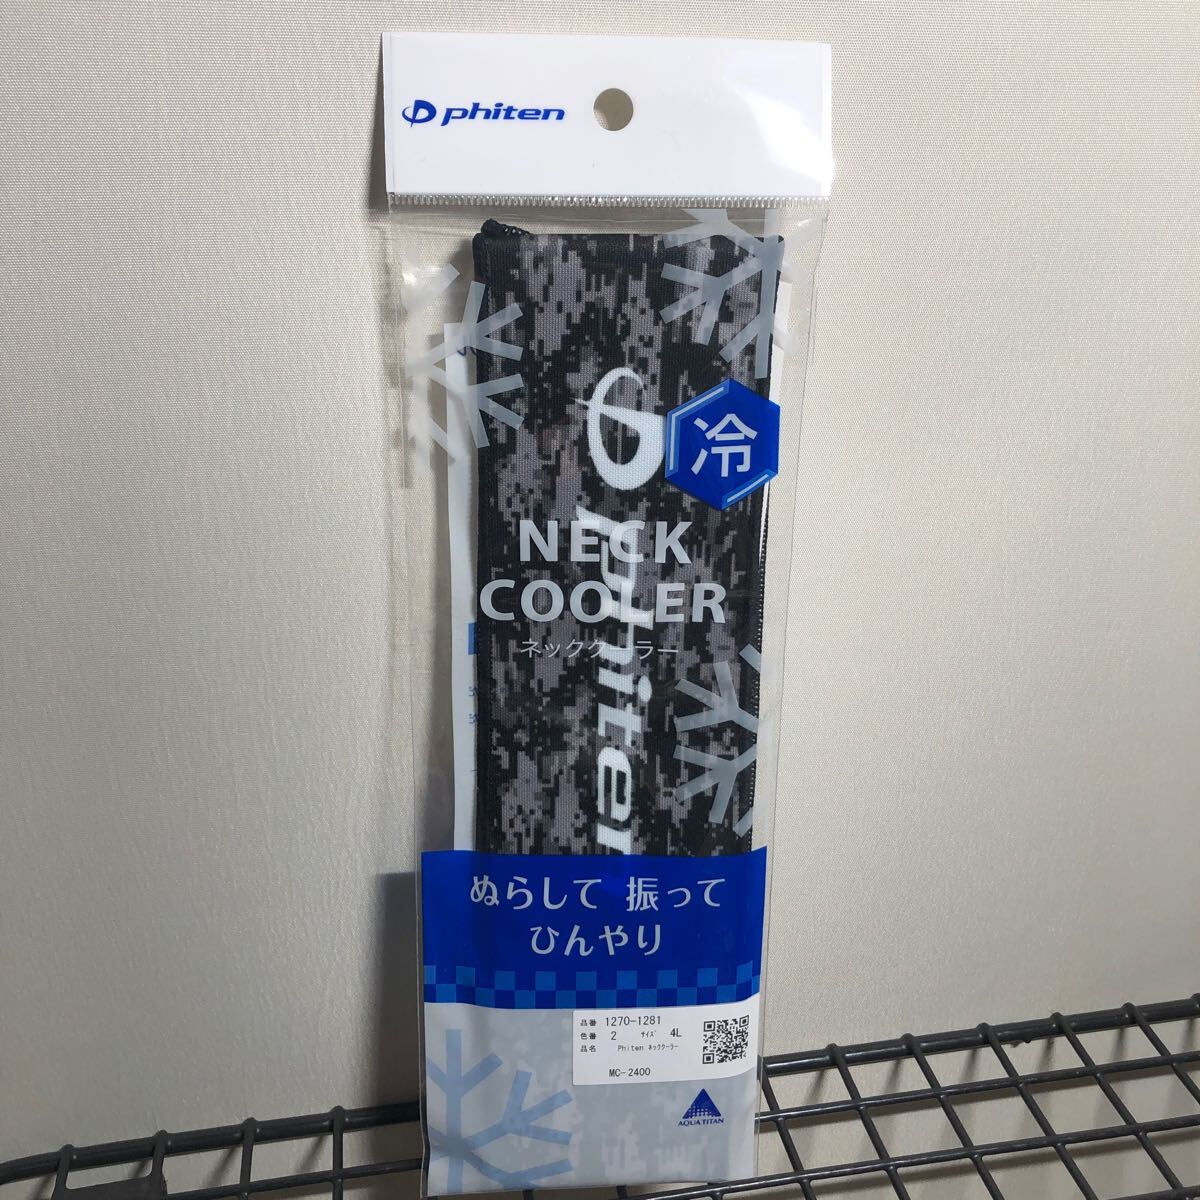 phiten
冷
phiten
NECK
COOLER
ネッククーラー
ぬらして 振って
ひんやり
品番 1270-1281
色番 2 ｻｲｽﾞ 4L
品名 Phiten ﾈｯｸｸｰﾗｰ
MC-2400
AQUATITAN